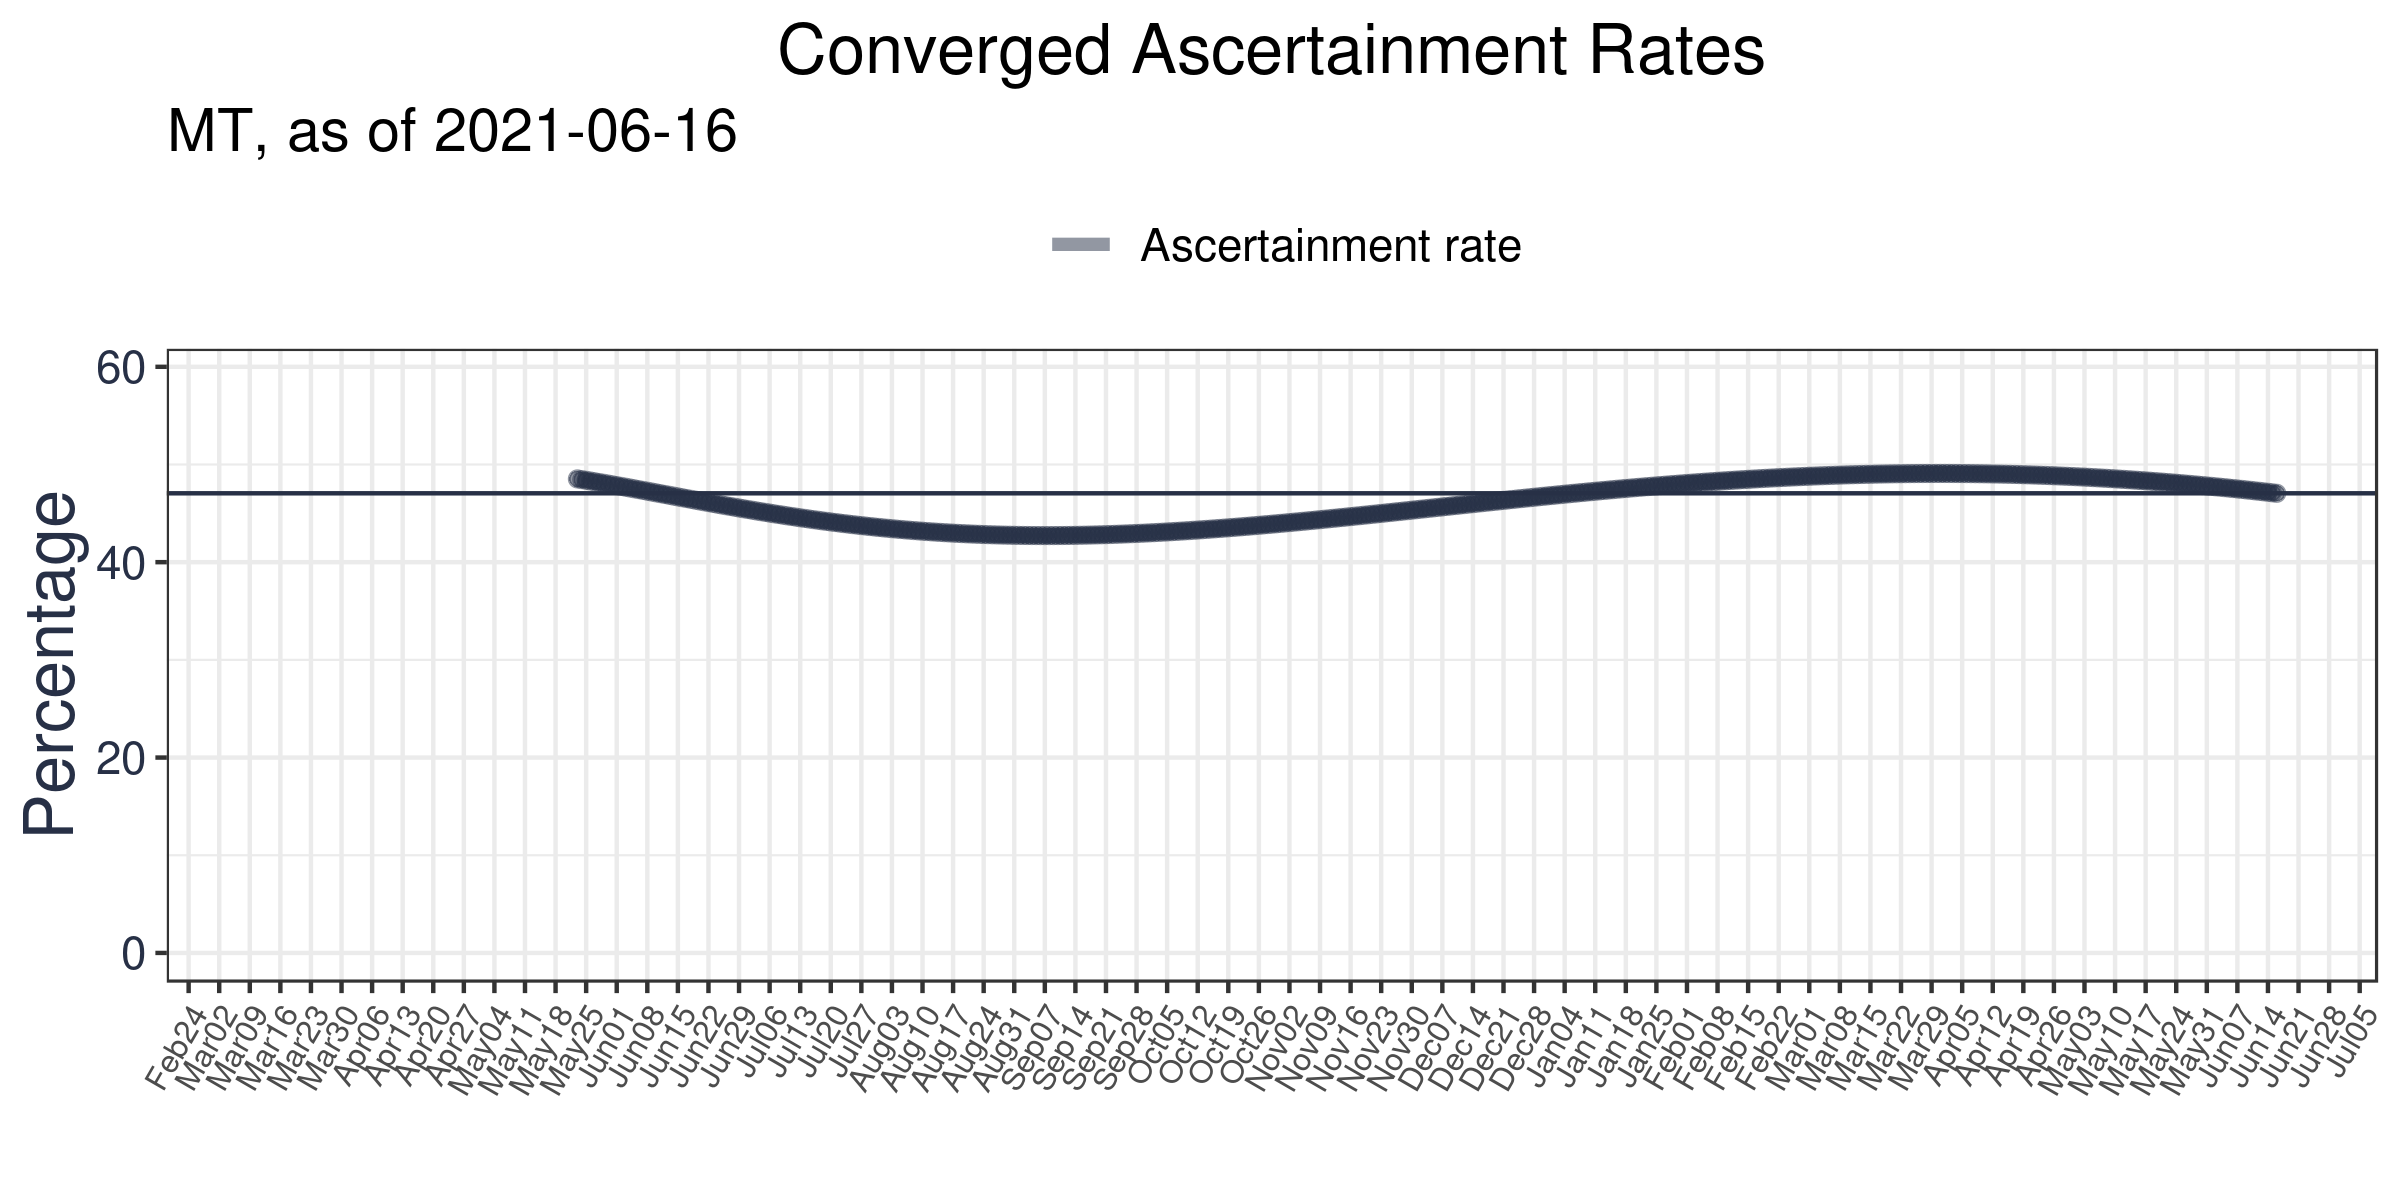 Converged Ascertainment Rates
MT, as of 2021-06-16
Ascertainment rate
Percentage
60
40
20
0
Feb24
Mar02
Mar09
Mar16
Mar23
Mar30
Apr06
Apr13
Apr20
Apr27
May04
May11
May18
May25
Jun01
Jun08
Jun15
Jun22
Jun29
Jul06
Jul13
Jul20
Jul27
Aug03
Aug10
Aug17
Aug24
Aug31
Sep07
Sep14
Sep21
Sep28
Oct05
Oct12
Oct19
Oct26
Nov02
Nov09
Nov16
Nov23
Nov30
Dec07
Dec14
Dec21
Dec28
Jan04
Jan11
Jan18
Jan25
Feb01
Feb08
Feb15
Feb22
Mar01
Mar08
Mar15
Mar22
Mar29
Apr05
Apr12
Apr19
Apr26
May03
May10
May17
May24
May31
Jun07
Jun14
Jun21
Jun28
Jul05